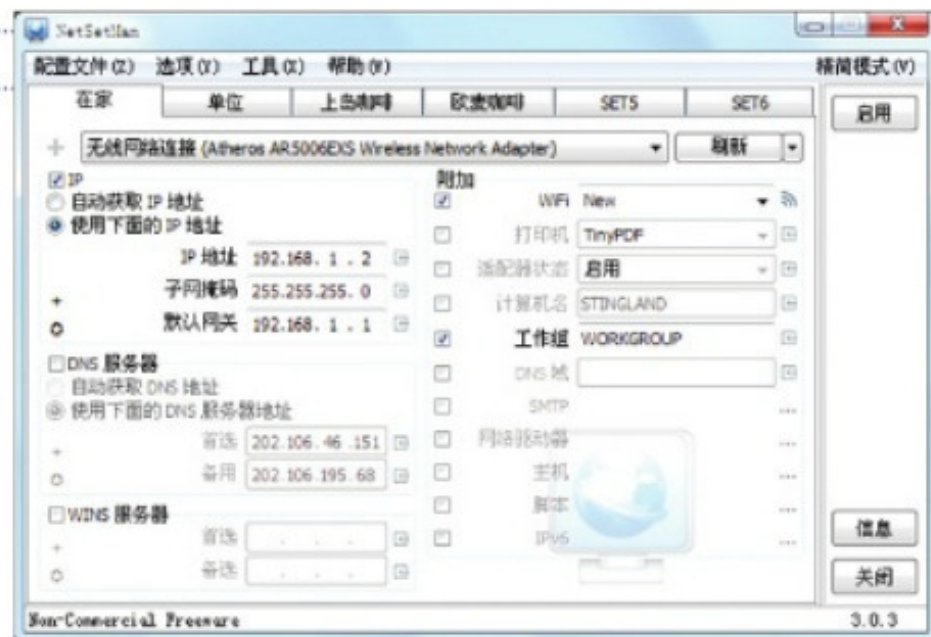 NetSetMan
配置文件(Z) 选项(Y) 工具(X) 帮助(W) 精简模式(V)
在家 单位 上岛咖啡 欧麦咖啡 SET5 SET6
启用
无线网络连接 (Atheros AR5006EXS Wireless Network Adapter) 刷新
IP
自动获取 IP 地址
使用下面的 IP 地址
IP 地址 192.168. 1 . 2
子网掩码 255.255.255. 0
默认网关 192.168. 1 . 1
DNS 服务器
自动获取 DNS 地址
使用下面的 DNS 服务器地址
首选 202.106.46.151
备用 202.106.195.68
WINS 服务器
首选
备选
附加
WiFi New
打印机 TinyPDF
适配器状态 启用
计算机名 STINGLAND
工作组 WORKGROUP
DNS 域
SMTP ...
网络驱动器 ...
主机 ...
脚本 ...
IPv6 ...
信息
关闭
Non-Commercial Freeware 3.0.3